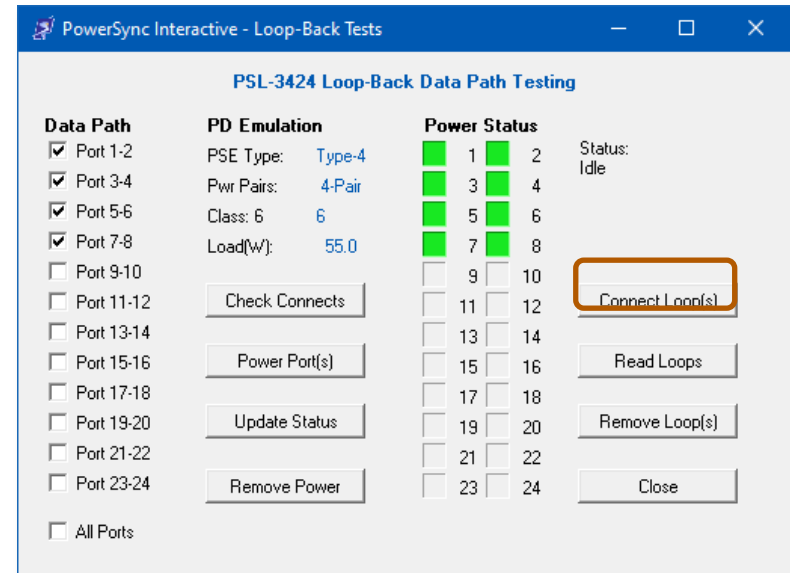 PowerSync Interactive - Loop-Back Tests
PSL-3424 Loop-Back Data Path Testing
Data Path
Port 1-2
Port 3-4
Port 5-6
Port 7-8
Port 9-10
Port 11-12
Port 13-14
Port 15-16
Port 17-18
Port 19-20
Port 21-22
Port 23-24
All Ports
PD Emulation
PSE Type: Type-4
Pwr Pairs: 4-Pair
Class: 6 6
Load(W): 55.0
Check Connects
Power Port(s)
Update Status
Remove Power
Power Status
1 2
3 4
5 6
7 8
9 10
11 12
13 14
15 16
17 18
19 20
21 22
23 24
Status:
Idle
Connect Loop(s)
Read Loops
Remove Loop(s)
Close